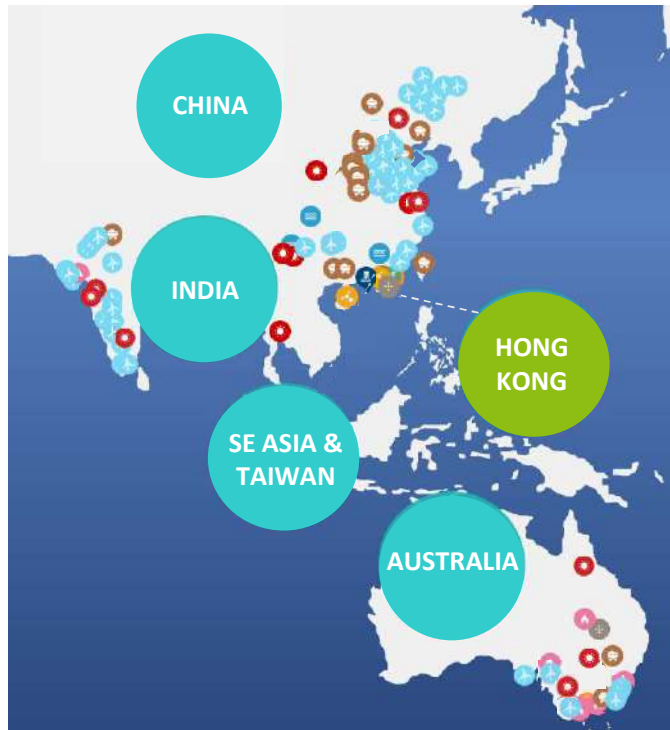 CHINA
INDIA
HONG
KONG
SE ASIA &
TAIWAN
AUSTRALIA